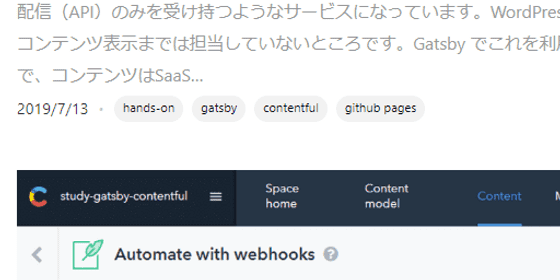 配信（API）のみを受け持つようなサービスになっています。WordPres
コンテンツ表示までは担当していないところです。Gatsby でこれを利
で、コンテンツはSaaS...
2019/7/13 • hands-on gatsby contentful github pages
study-gatsby-contentful Space home Content model Content
Automate with webhooks ?